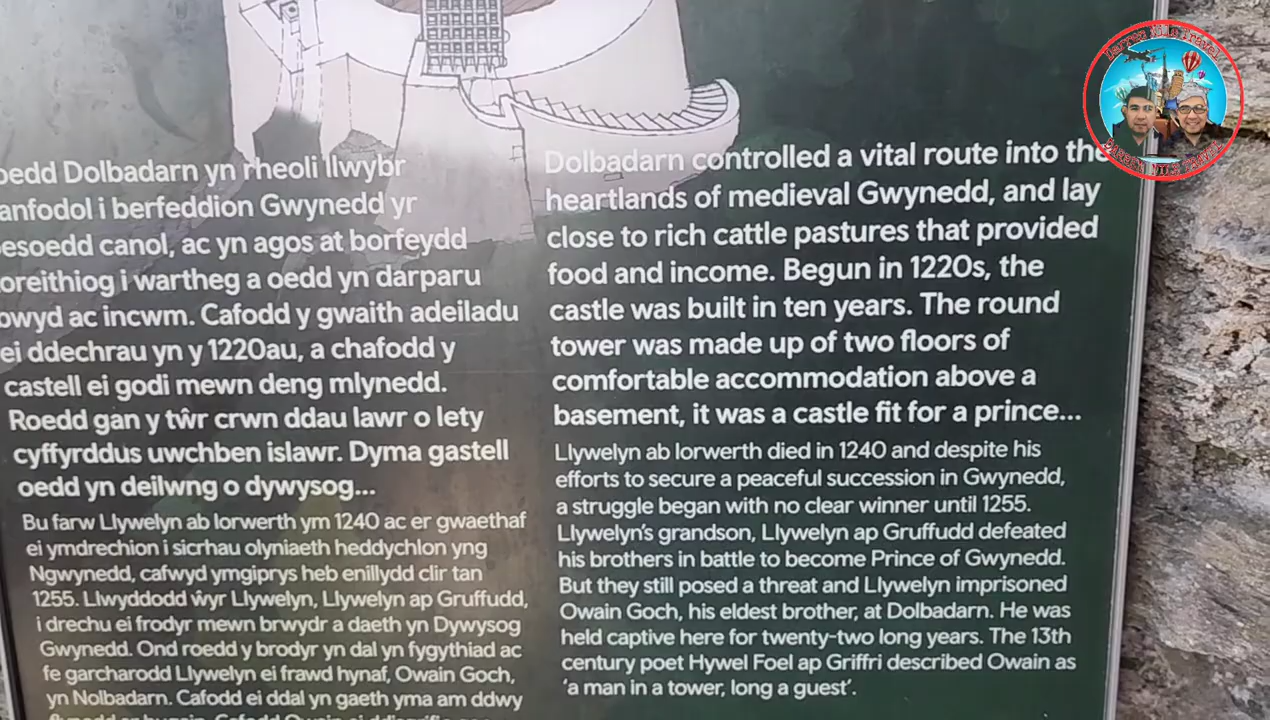 oedd Dolbadarn yn rheoli llwybr
anfodol i berfeddion Gwynedd yr
esoedd canol, ac yn agos at borfeydd
oreithiog i wartheg a oedd yn darparu
bwyd ac incwm. Cafodd y gwaith adeiladu
ei ddechrau yn y 1220au, a chafodd y
castell ei godi mewn deng mlynedd.
Roedd gan y tŵr crwn ddau lawr o lety
cyffyrddus uwchben islawr. Dyma gastell
oedd yn deilwng o dywysog...
Bu farw Llywelyn ab Iorwerth ym 1240 ac er gwaethaf
ei ymdrechion i sicrhau olyniaeth heddychlon yng
Ngwynedd, cafwyd ymgiprys heb enillydd clir tan
1255. Llwyddodd ŵyr Llywelyn, Llywelyn ap Gruffudd,
i drechu ei frodyr mewn brwydr a daeth yn Dywysog
Gwynedd. Ond roedd y brodyr yn dal yn fygythiad ac
fe garcharodd Llywelyn ei frawd hynaf, Owain Goch,
yn Nolbadarn. Cafodd ei ddal yn gaeth yma am ddwy
Dolbadarn controlled a vital route into the
heartlands of medieval Gwynedd, and lay
close to rich cattle pastures that provided
food and income. Begun in 1220s, the
castle was built in ten years. The round
tower was made up of two floors of
comfortable accommodation above a
basement, it was a castle fit for a prince...
Llywelyn ab Iorwerth died in 1240 and despite his
efforts to secure a peaceful succession in Gwynedd,
a struggle began with no clear winner until 1255.
Llywelyn's grandson, Llywelyn ap Gruffudd defeated
his brothers in battle to become Prince of Gwynedd.
But they still posed a threat and Llywelyn imprisoned
Owain Goch, his eldest brother, at Dolbadarn. He was
held captive here for twenty-two long years. The 13th
century poet Hywel Foel ap Griffri described Owain as
'a man in a tower, long a guest'.